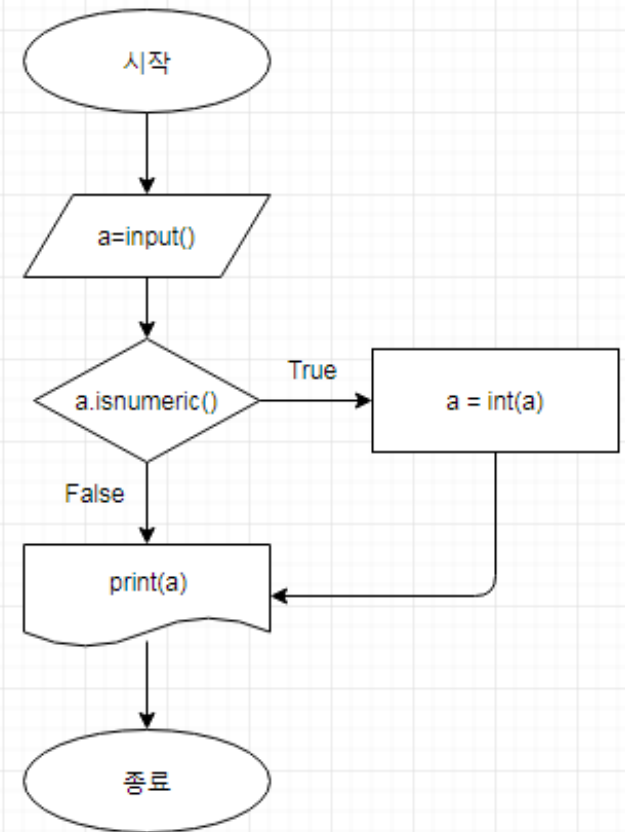 시작
a=input()
a.isnumeric()
True
a = int(a)
False
print(a)
종료